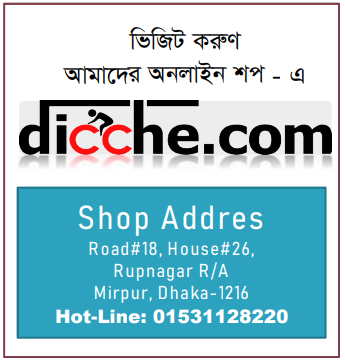 ভিজিট করুণ
আমাদের অনলাইন শপ - এ
dicche.com
Shop Addres
Road#18, House#26,
Rupnagar R/A
Mirpur, Dhaka-1216
Hot-Line: 01531128220